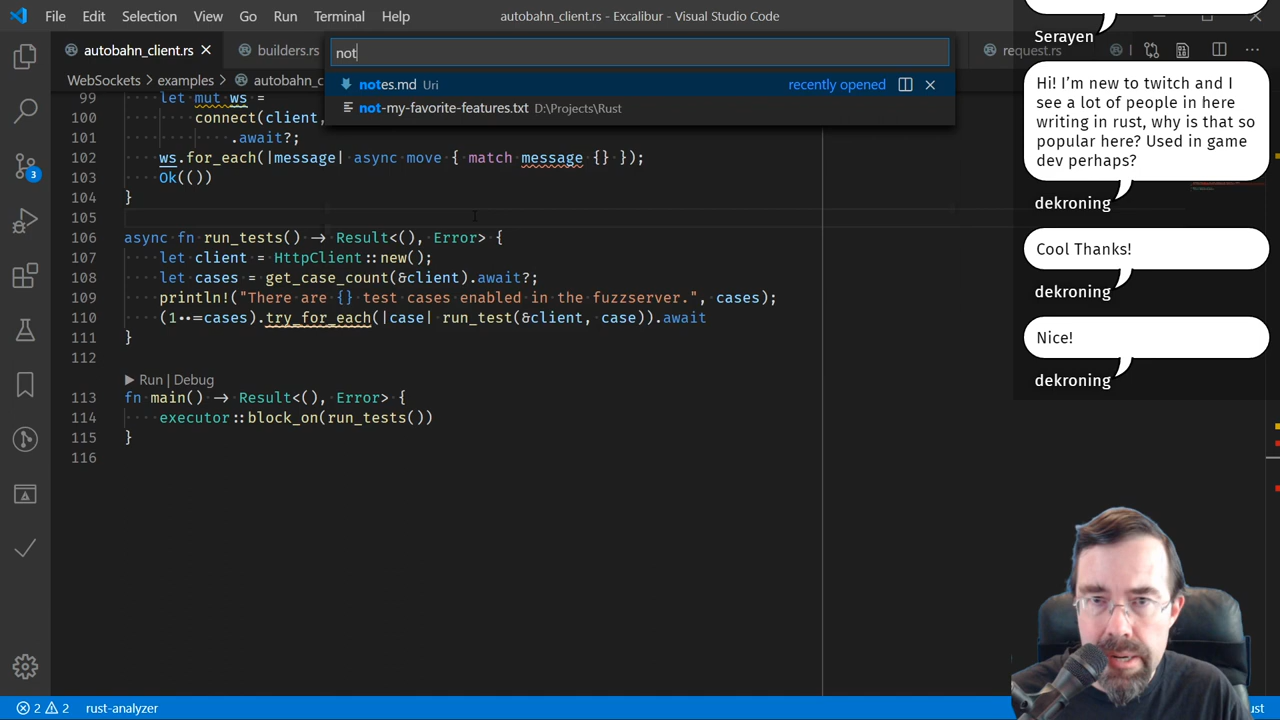 File Edit Selection View Go Run Terminal Help
autobahn_client.rs - Excalibur - Visual Studio Code
autobahn_client.rs builders.rs request.rs
WebSockets > examples > autobahn_c
not
notes.md Uri recently opened
not-my-favorite-features.txt D:\Projects\Rust
99 let mut ws =
100 connect(client,
101 .await?;
102 ws.for_each(|message| async move { match message {} });
103 Ok(())
104 }
105
106 async fn run_tests() -> Result<(), Error> {
107 let client = HttpClient::new();
108 let cases = get_case_count(&client).await?;
109 println!("There are {} test cases enabled in the fuzzserver.", cases);
110 (1..=cases).try_for_each(|case| run_test(&client, case)).await
111 }
112
Run | Debug
113 fn main() -> Result<(), Error> {
114 executor::block_on(run_tests())
115 }
116
3
2 2 rust-analyzer
ust
Serayen
Hi! I'm new to twitch and I
see a lot of people in here
writing in rust, why is that so
popular here? Used in game
dev perhaps?
dekroning
Cool Thanks!
dekroning
Nice!
dekroning